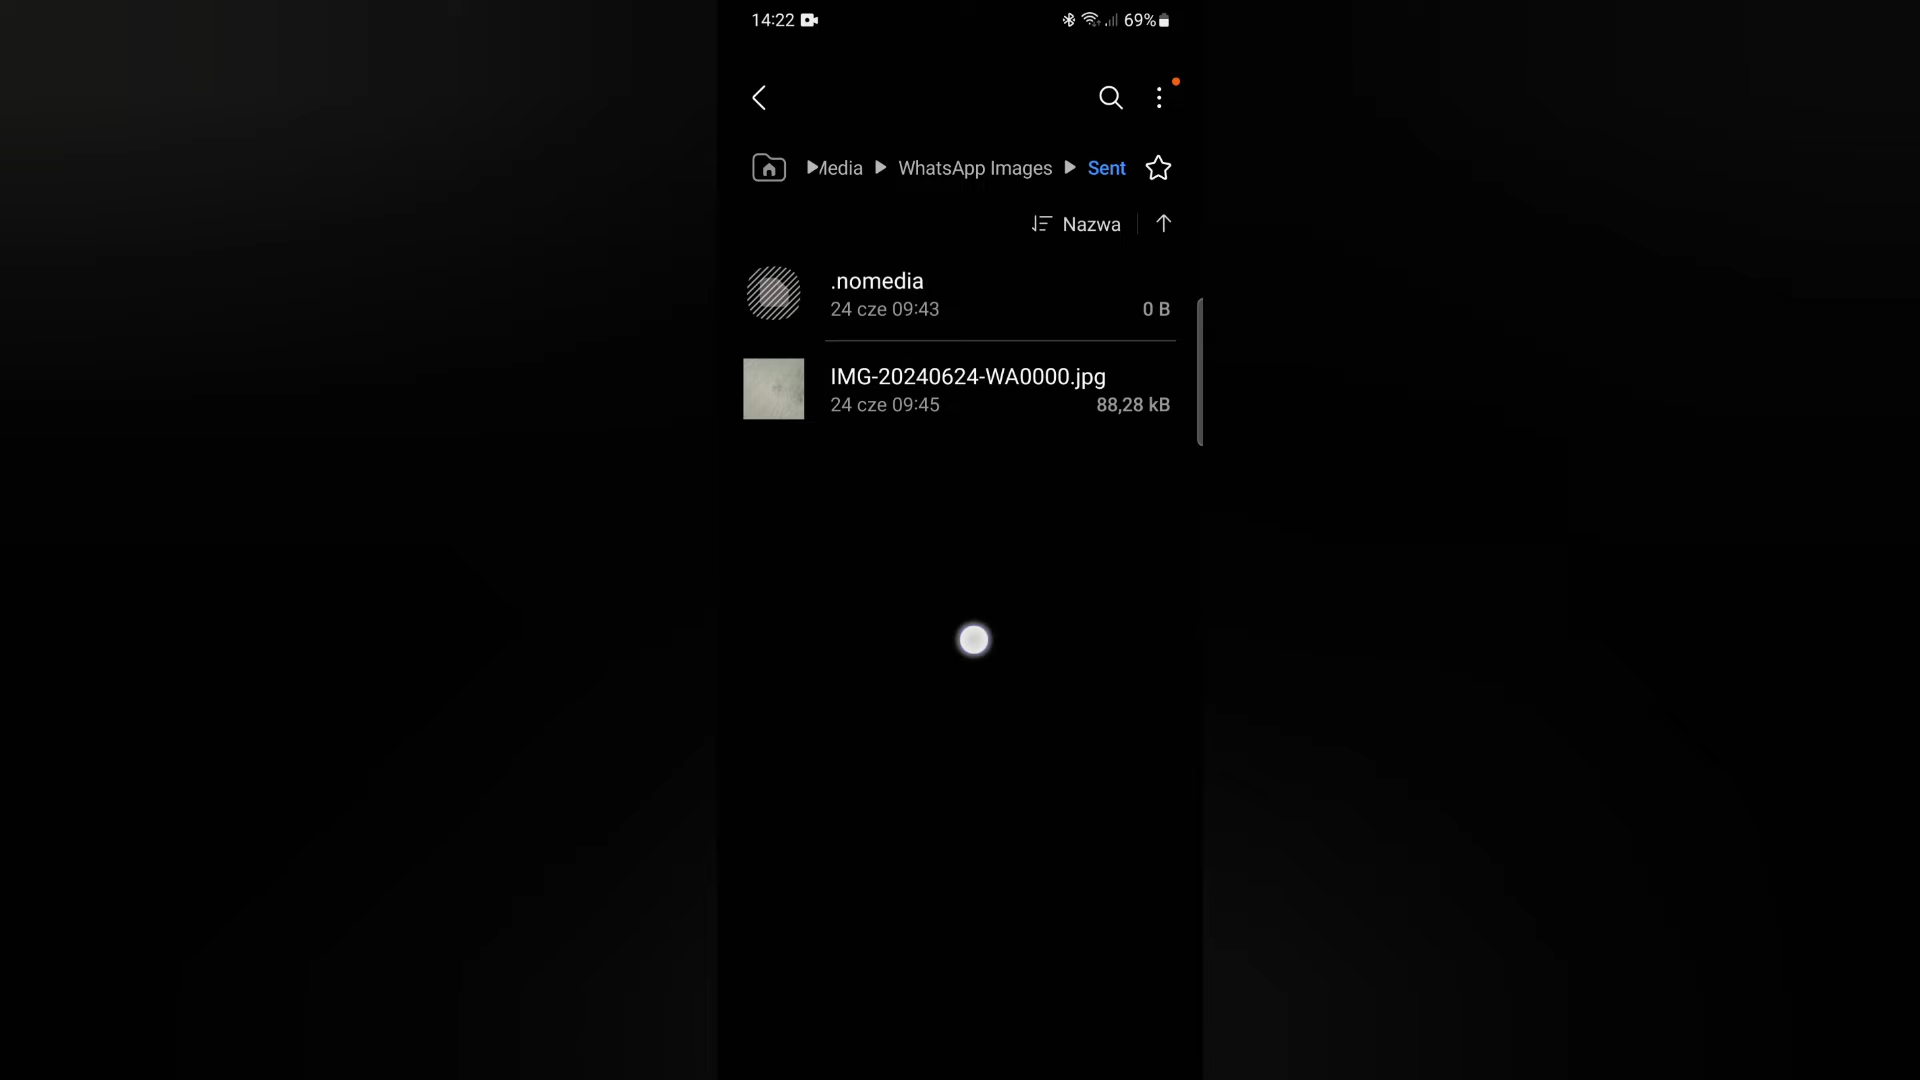 14:22
69%
WhatsApp Images
Sent
Nazwa
.nomedia
24 cze 09:43
0 B
IMG-20240624-WA0000.jpg
24 cze 09:45
88,28 kB